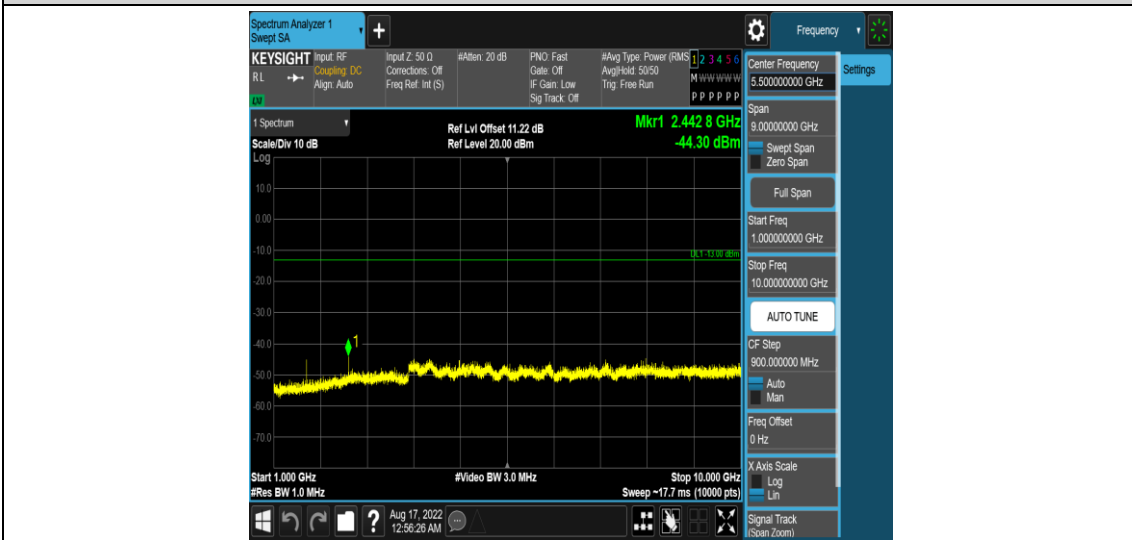 Spectrum Analyzer 1
Swept SA
+
Frequency
KEYSIGHT
RL
LXI
Input: RF
Coupling: DC
Align: Auto
Input Z: 50 Ω
Corrections: Off
Freq Ref: Int (S)
#Atten: 20 dB
PNO: Fast
Gate: Off
IF Gain: Low
Sig Track: Off
#Avg Type: Power (RMS
Avg|Hold: 50/50
Trig: Free Run
1 2 3 4 5 6
M W W W W W
P P P P P P
1 Spectrum
Scale/Div 10 dB
Log
Ref Lvl Offset 11.22 dB
Ref Level 20.00 dBm
Mkr1 2.442 8 GHz
-44.30 dBm
10.0
0.00
-10.0
-20.0
-30.0
-40.0
-50.0
-60.0
-70.0
DL1 -13.00 dBm
1
Start 1.000 GHz
#Res BW 1.0 MHz
#Video BW 3.0 MHz
Stop 10.000 GHz
Sweep ~17.7 ms (10000 pts)
Center Frequency
5.500000000 GHz
Settings
Span
9.00000000 GHz
Swept Span
Zero Span
Full Span
Start Freq
1.000000000 GHz
Stop Freq
10.000000000 GHz
AUTO TUNE
CF Step
900.000000 MHz
Auto
Man
Freq Offset
0 Hz
X Axis Scale
Log
Lin
Signal Track
(Span Zoom)
?
Aug 17, 2022
12:56:26 AM